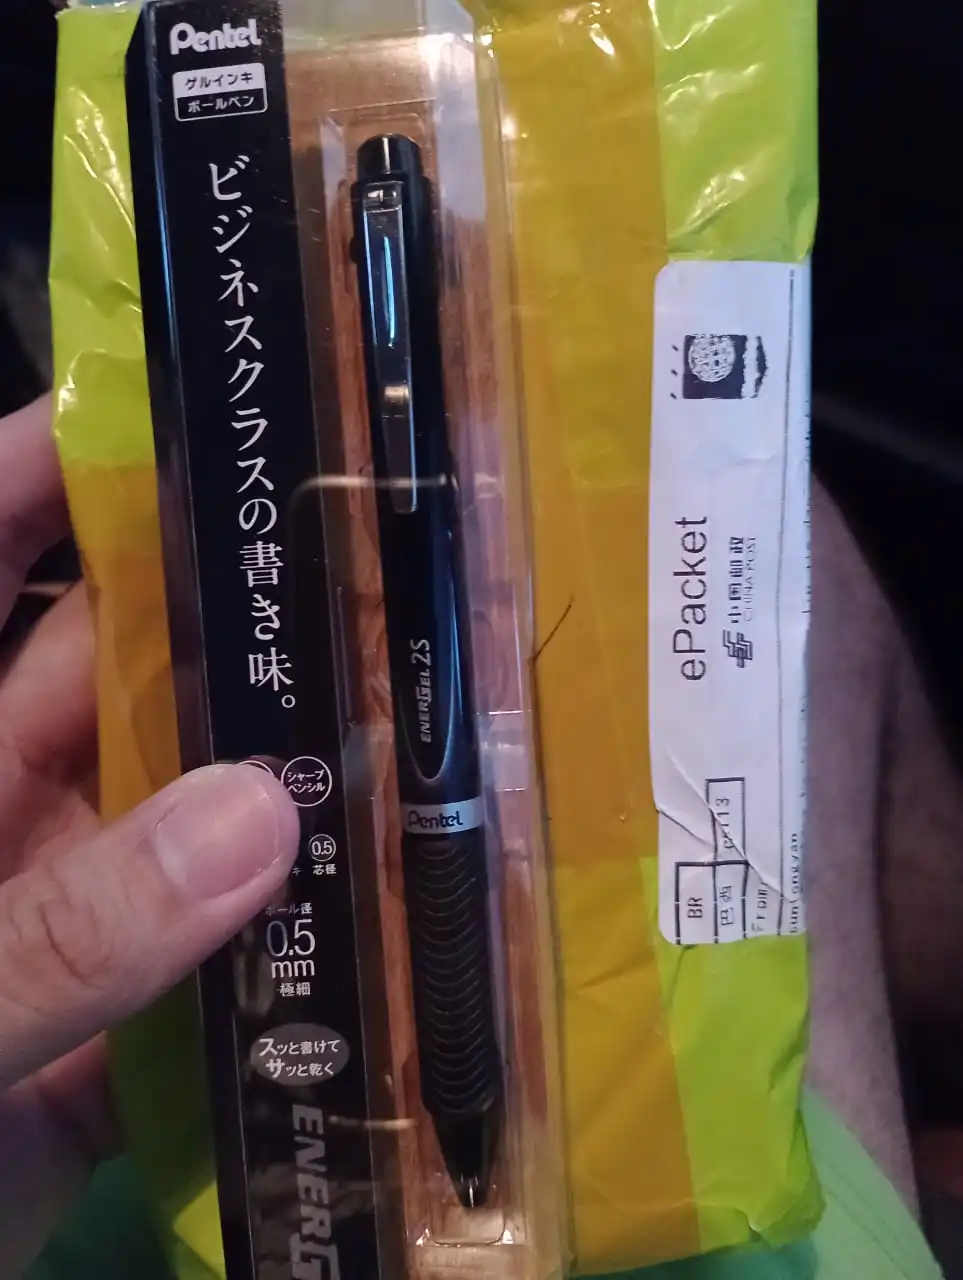 Pentel
ゲルインキ
ボールペン
ビジネスクラスの書き味。
シャープ
ペンシル
0.5
芯径
ボール径
0.5
mm
極細
スッと書けて
サッと乾く
ENERG
ENERGEL 2S
Pentel
ePacket
中国邮政
CHINA POST
BR
巴西